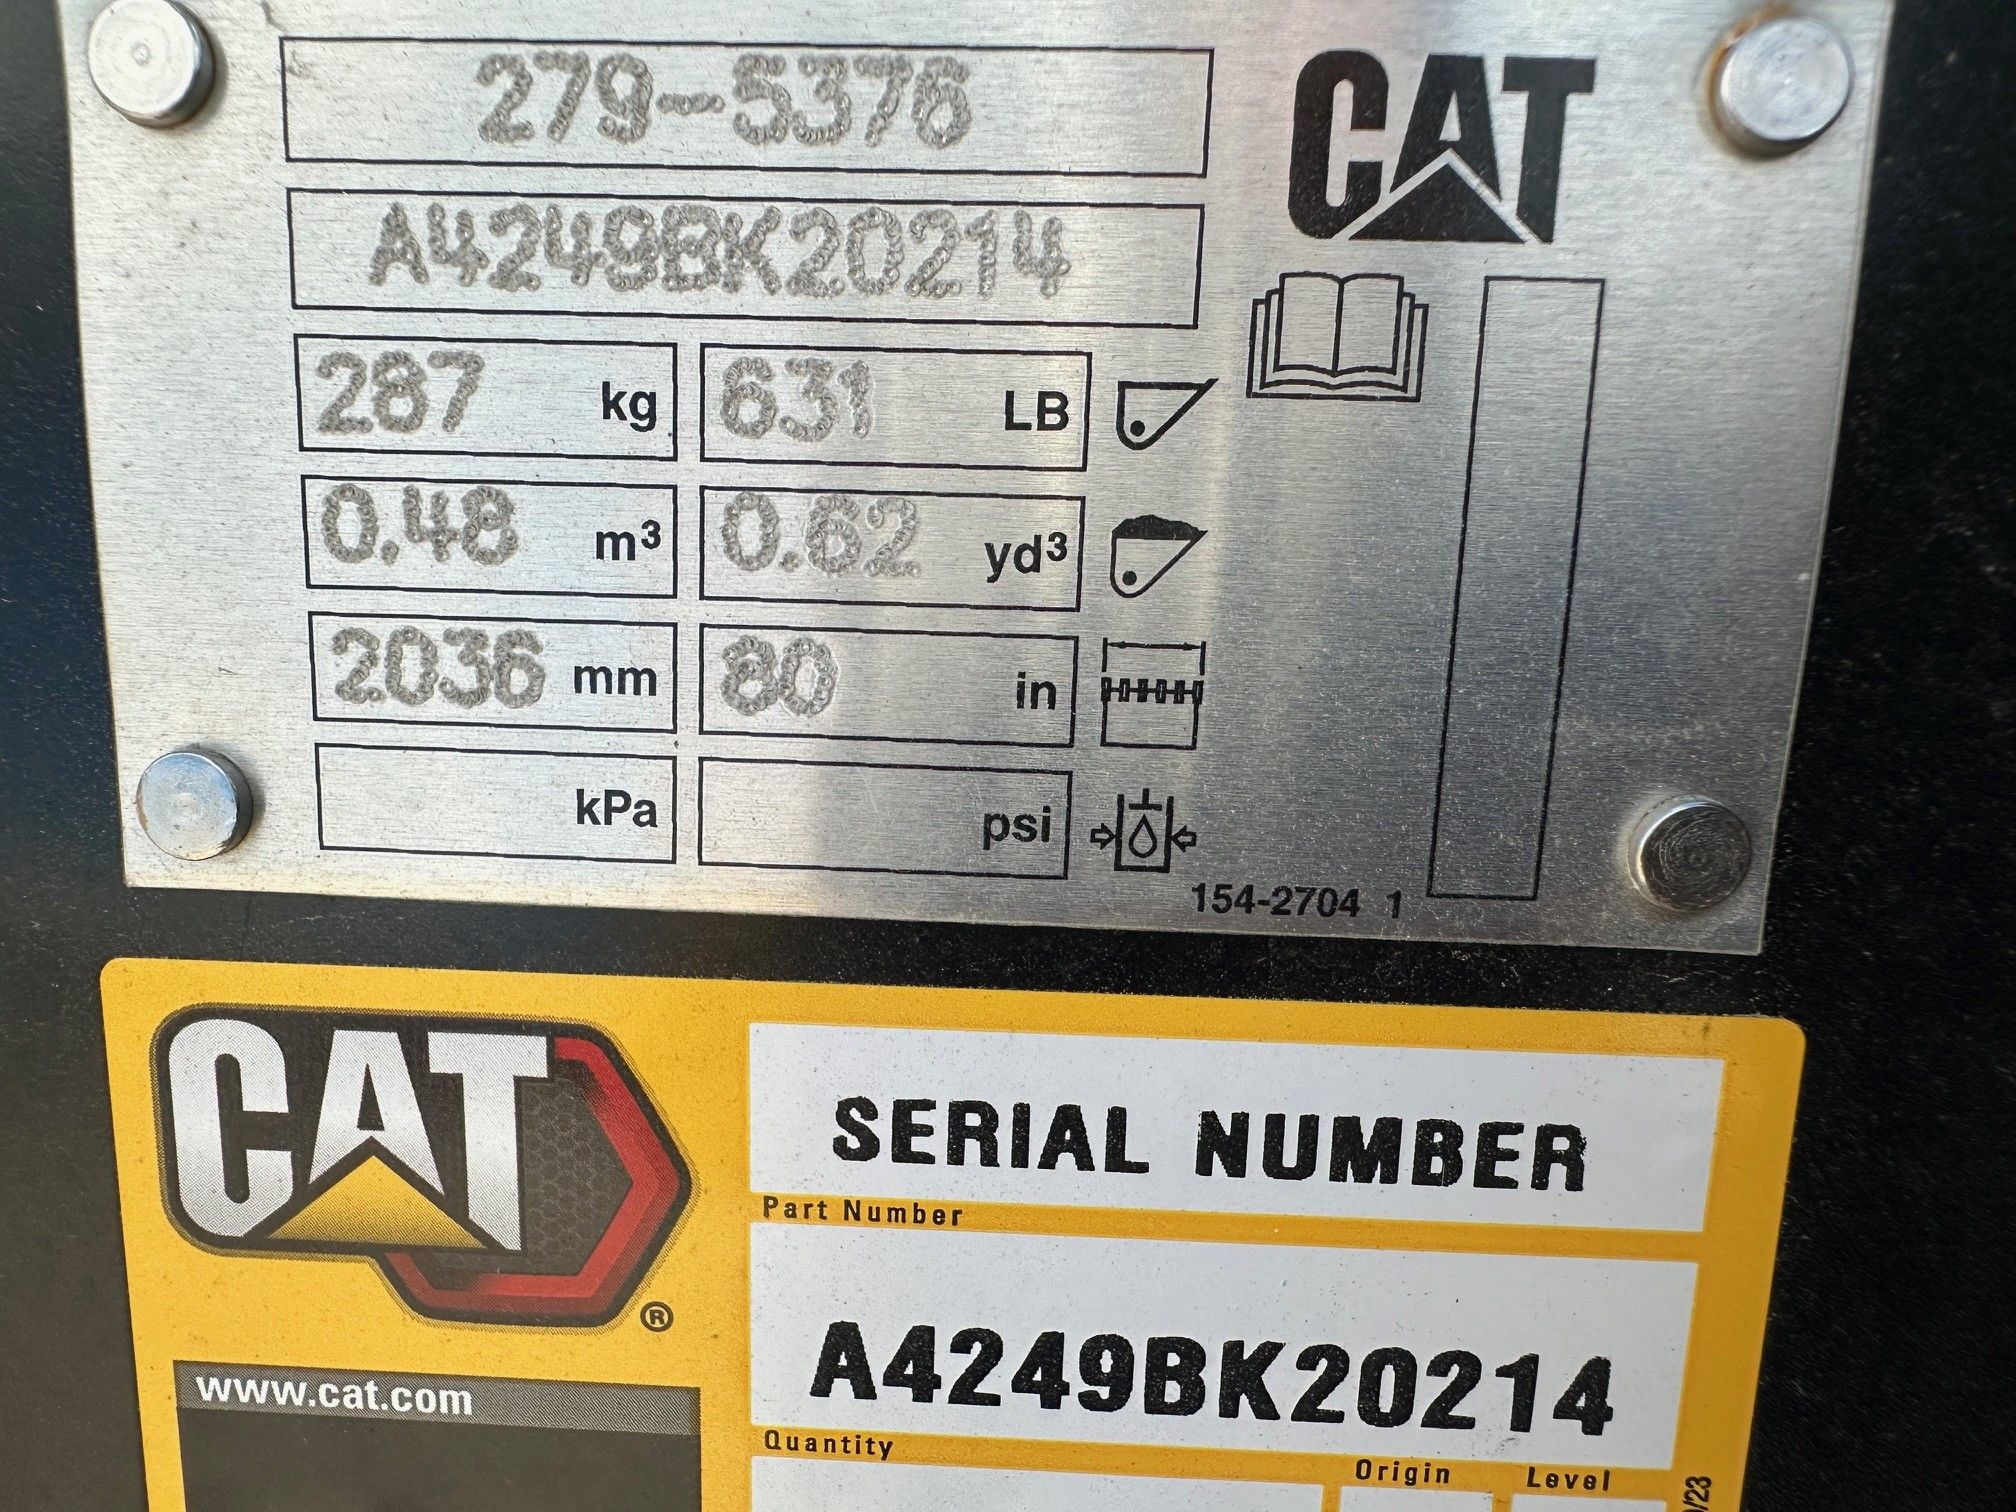 279-5376
CAT
A4249BK20214
287 kg 631 LB
0.48 m³ 0.62 yd³
2036 mm 80 in
kPa psi
154-2704 1
CAT
®
www.cat.com
SERIAL NUMBER
Part Number
A4249BK20214
Quantity
Origin Level
/23